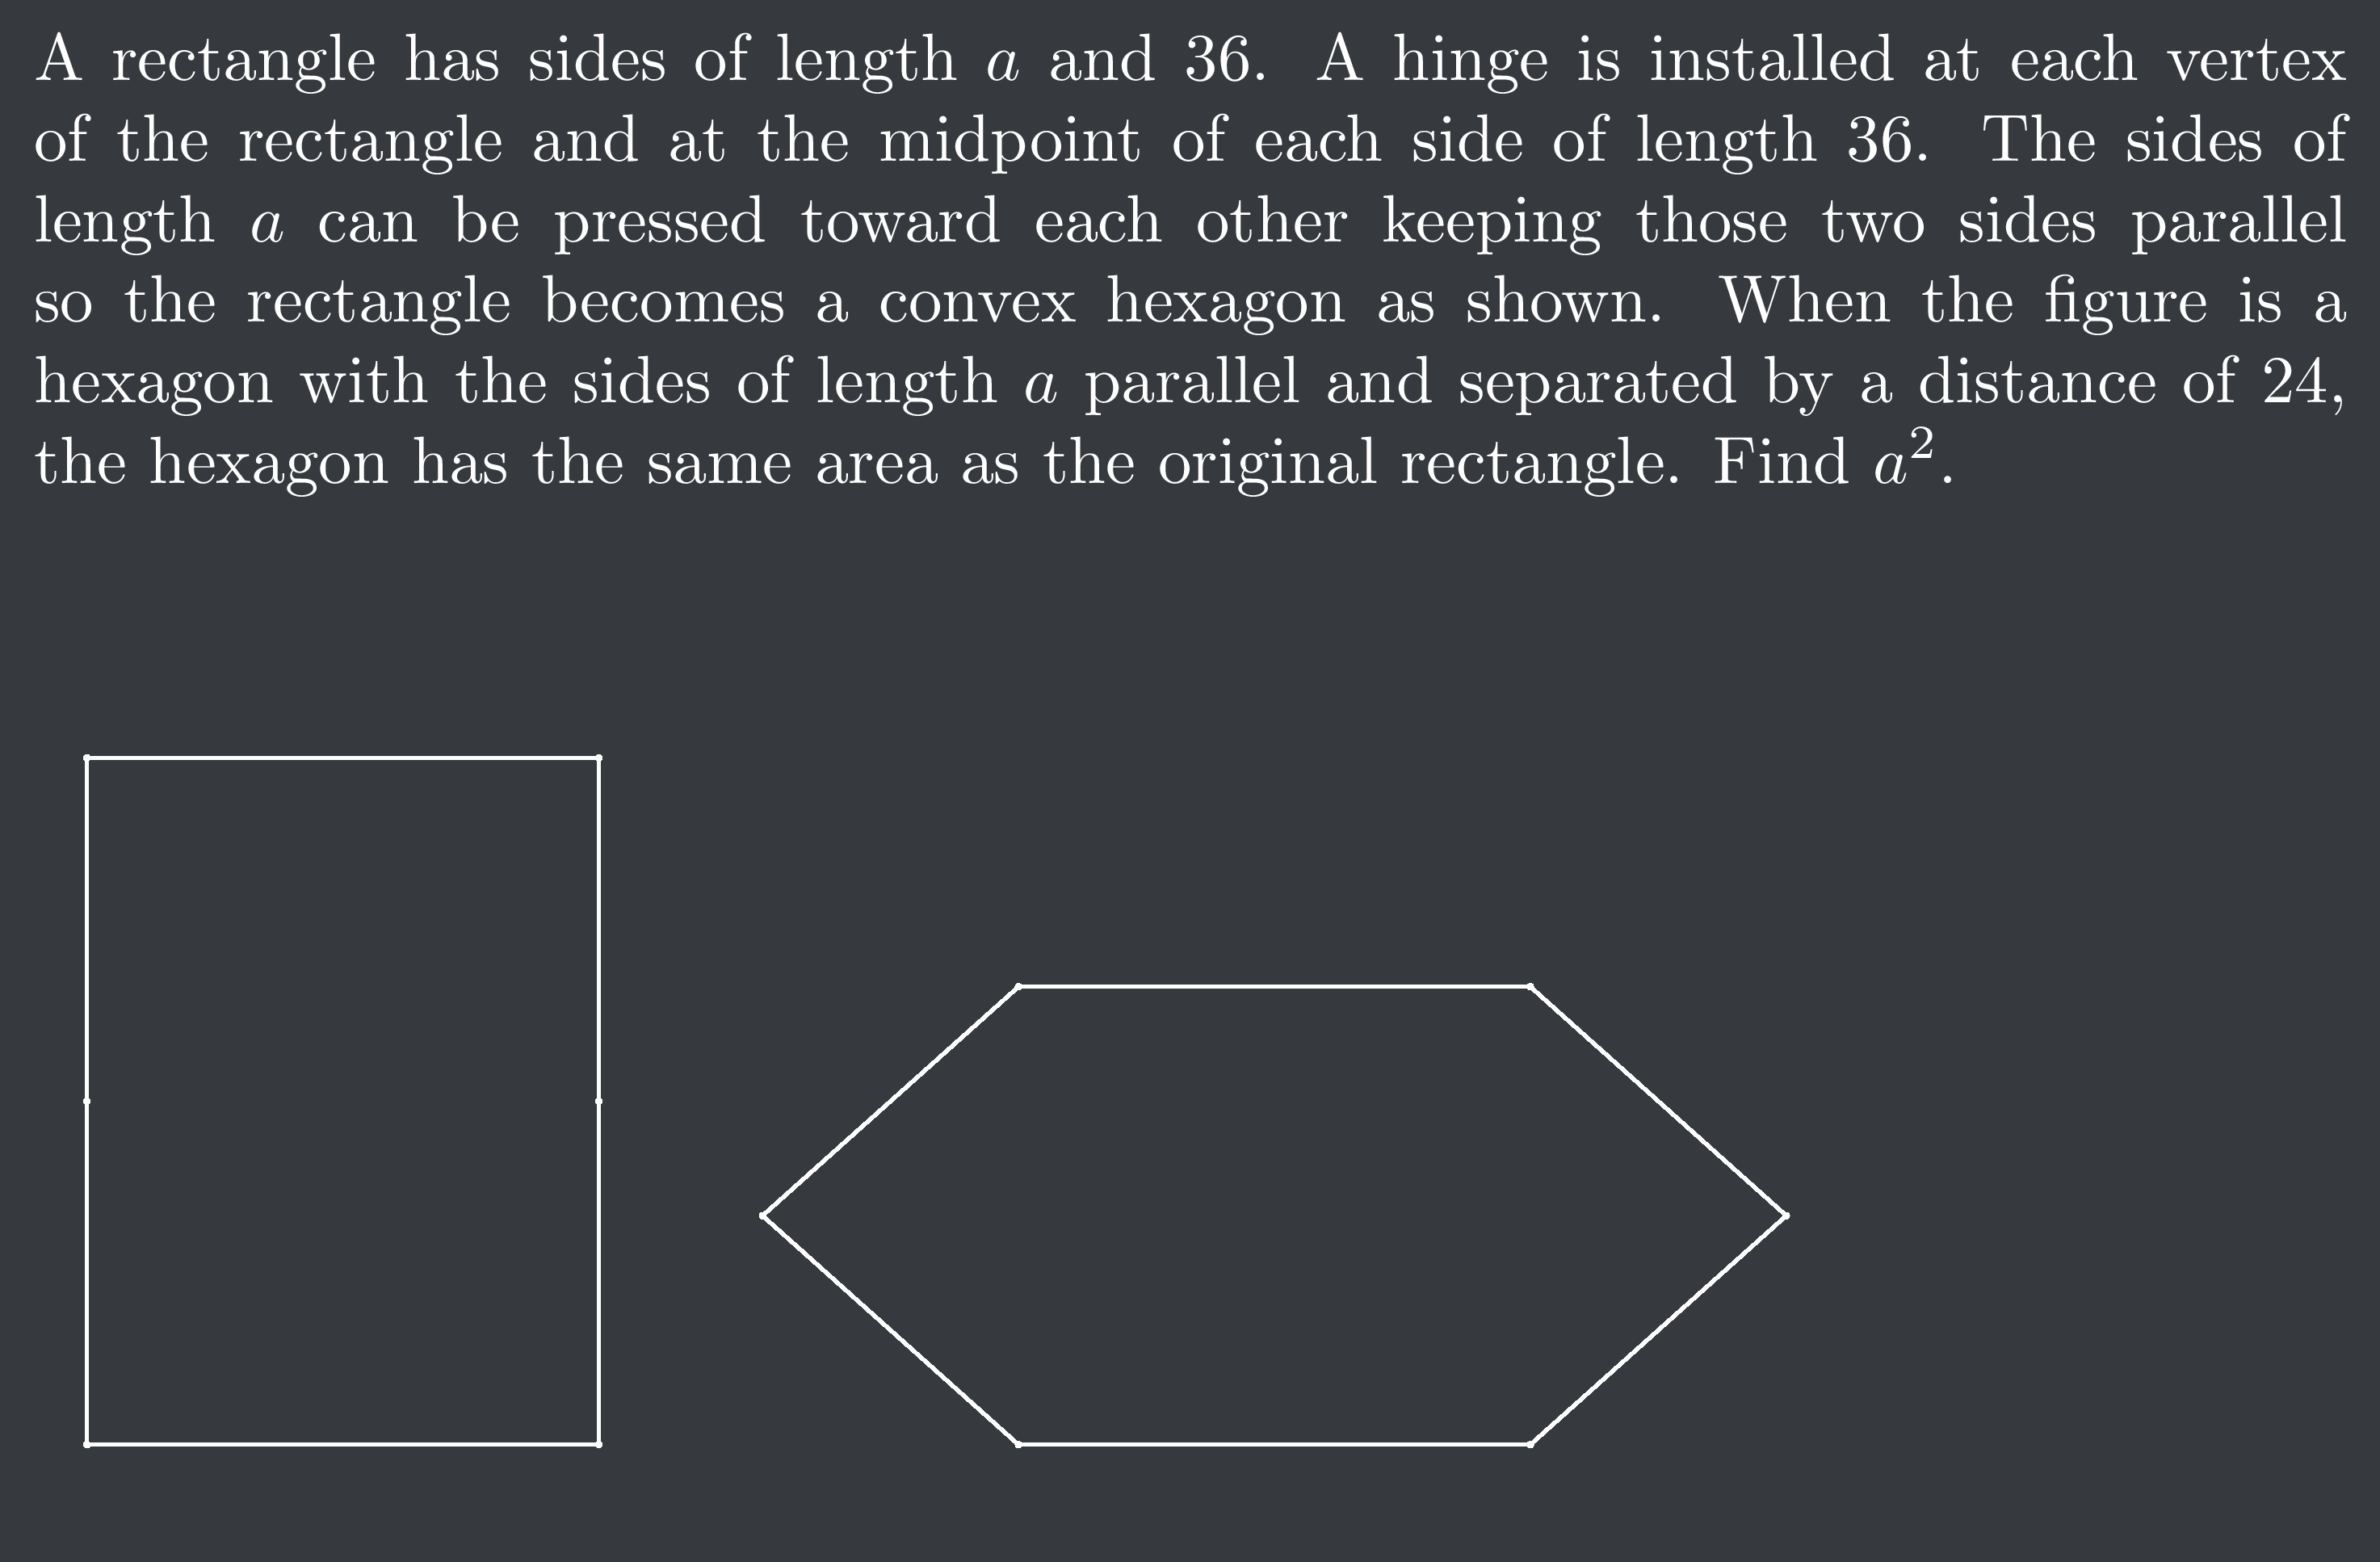 A rectangle has sides of length a and 36. A hinge is installed at each vertex
of the rectangle and at the midpoint of each side of length 36. The sides of
length a can be pressed toward each other keeping those two sides parallel
so the rectangle becomes a convex hexagon as shown. When the figure is a
hexagon with the sides of length a parallel and separated by a distance of 24,
the hexagon has the same area as the original rectangle. Find a².